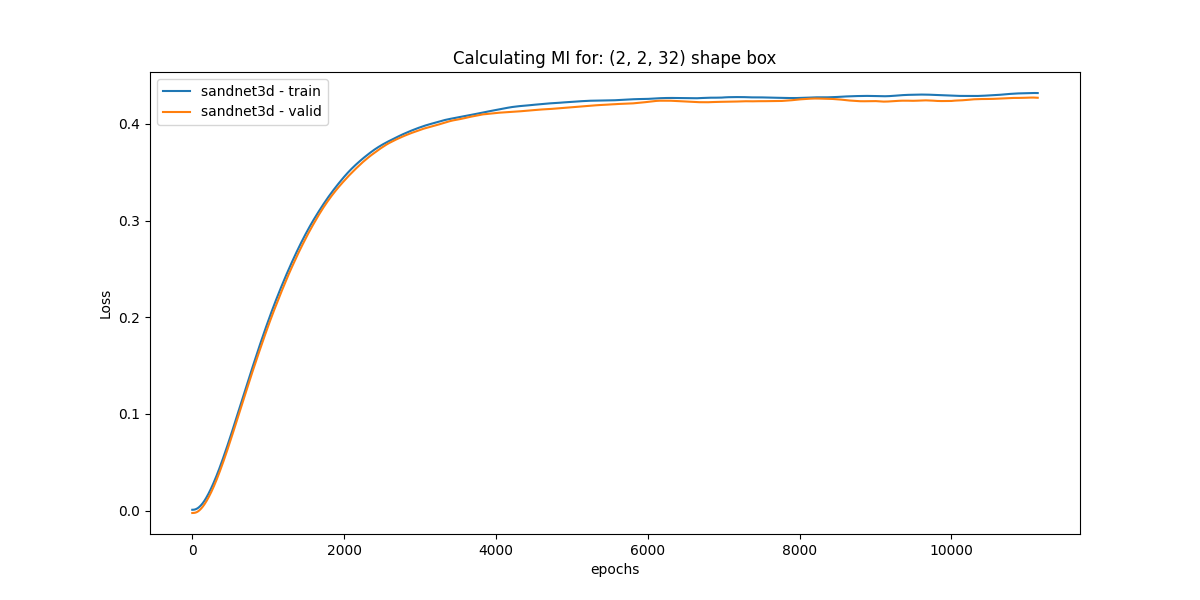 Calculating MI for: (2, 2, 32) shape box
sandnet3d - train
sandnet3d - valid
Loss
0.4
0.3
0.2
0.1
0.0
0 2000 4000 6000 8000 10000
epochs